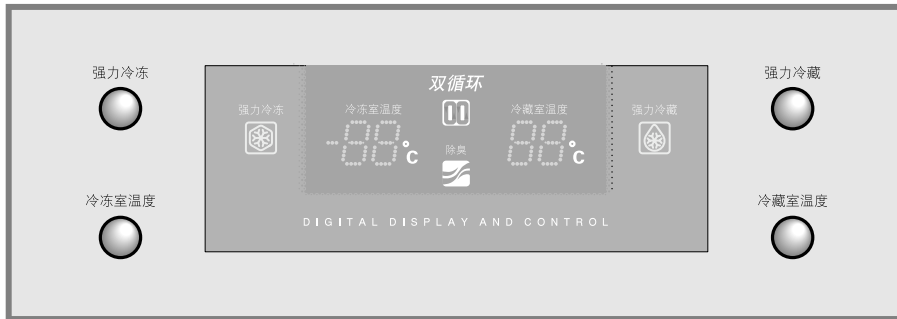 双循环
强力冷冻
强力冷藏
强力冷冻
冷冻室温度
冷藏室温度
强力冷藏
-88°C
88°C
除臭
冷冻室温度
冷藏室温度
DIGITAL DISPLAY AND CONTROL